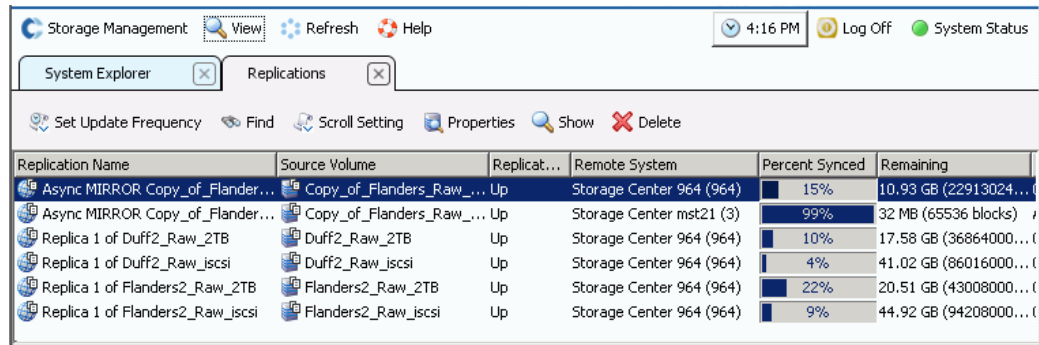 Storage Management View Refresh Help 4:16 PM Log Off System Status
System Explorer Replications
Set Update Frequency Find Scroll Setting Properties Show Delete
Replication Name Source Volume Replicat... Remote System Percent Synced Remaining
Async MIRROR Copy_of_Flander... Copy_of_Flanders_Raw_... Up Storage Center 964 (964) 15% 10.93 GB (22913024...
Async MIRROR Copy_of_Flander... Copy_of_Flanders_Raw_... Up Storage Center mst21 (3) 99% 32 MB (65536 blocks)
Replica 1 of Duff2_Raw_2TB Duff2_Raw_2TB Up Storage Center 964 (964) 10% 17.58 GB (36864000...
Replica 1 of Duff2_Raw_iscsi Duff2_Raw_iscsi Up Storage Center 964 (964) 4% 41.02 GB (86016000...
Replica 1 of Flanders2_Raw_2TB Flanders2_Raw_2TB Up Storage Center 964 (964) 22% 20.51 GB (43008000...
Replica 1 of Flanders2_Raw_iscsi Flanders2_Raw_iscsi Up Storage Center 964 (964) 9% 44.92 GB (94208000...